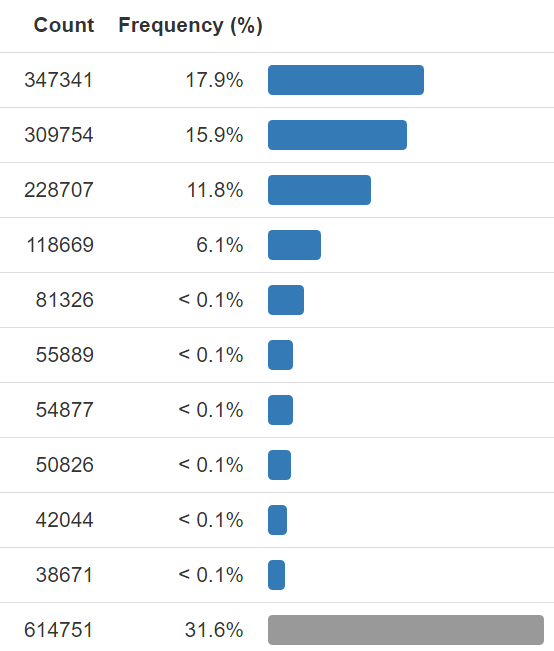 Count Frequency (%)
347341 17.9%
309754 15.9%
228707 11.8%
118669 6.1%
81326 < 0.1%
55889 < 0.1%
54877 < 0.1%
50826 < 0.1%
42044 < 0.1%
38671 < 0.1%
614751 31.6%